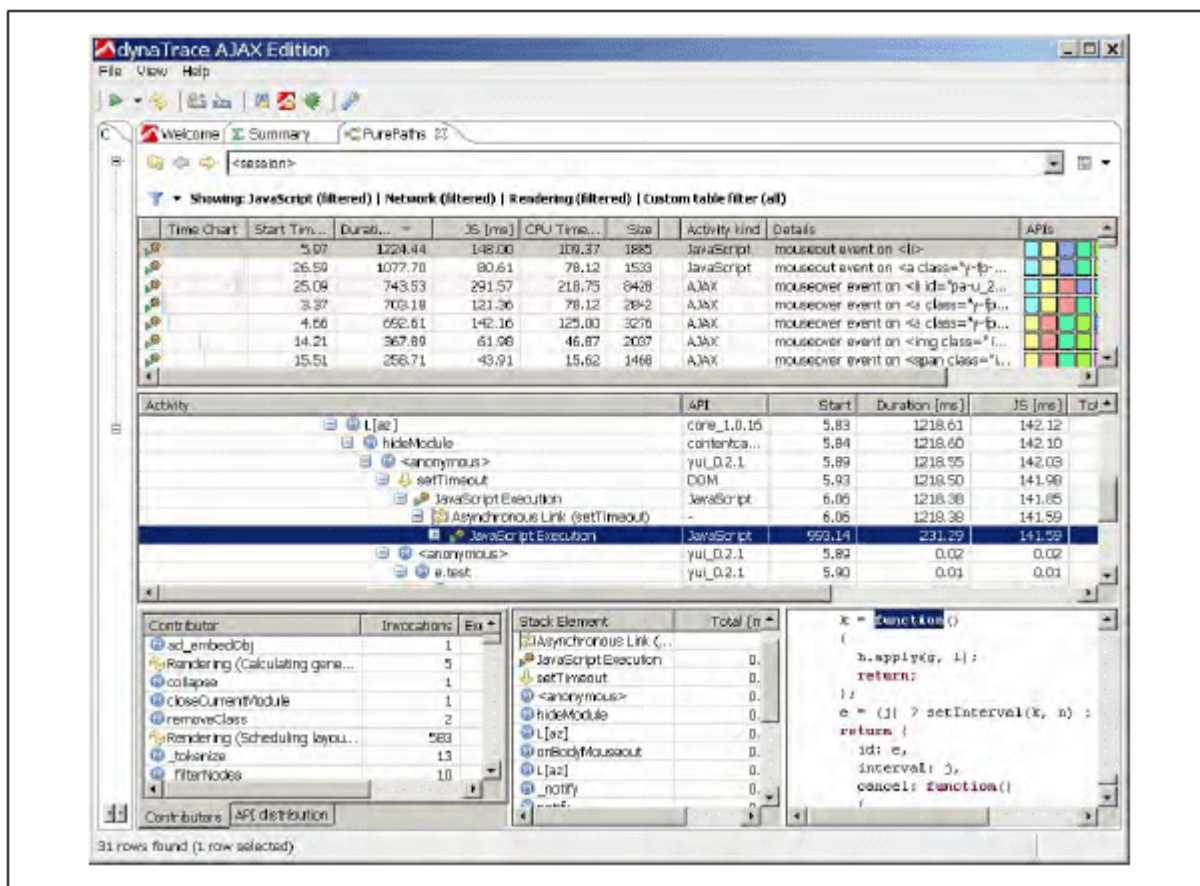 dynaTrace AJAX Edition
File View Help
C Welcome Summary PurePaths
<session>
Showing: JavaScript (filtered) | Network (filtered) | Rendering (filtered) | Custom table filter (all)
Time Chart Start Tim... Durati... JS [ms] CPU Time... Size Activity kind Details APIs
5.97 1224.44 148.00 109.37 1885 JavaScript mouseout event on <li>
26.59 1077.70 80.61 78.12 1533 JavaScript mouseout event on <a class="y-fp-...
25.09 743.53 291.57 218.75 8428 AJAX mouseover event on <li id="pa-u_2...
3.37 703.18 121.36 78.12 2842 AJAX mouseover event on <a class="y-fp...
4.66 692.61 142.16 125.00 3276 AJAX mouseover event on <a class="y-fp...
14.21 367.89 61.98 46.87 2037 AJAX mouseover event on <img class="i...
15.51 258.71 43.91 15.62 1468 AJAX mouseover event on <span class="i...
Activity API Start Duration [ms] JS [ms] Tot
L[az] core_1.0.16 5.83 1218.61 142.12
hideModule contentca... 5.84 1218.60 142.10
<anonymous> yui_0.2.1 5.89 1218.55 142.03
setTimeout DOM 5.93 1218.50 141.98
JavaScript Execution JavaScript 6.06 1218.38 141.85
Asynchronous Link (setTimeout) - 6.06 1218.38 141.59
JavaScript Execution JavaScript 993.14 231.29 141.59
<anonymous> yui_0.2.1 5.89 0.02 0.02
e.test yui_0.2.1 5.90 0.01 0.01
Contributor Invocations Exe
ad_embedObj 1
Rendering (Calculating gene... 5
collapse 1
closeCurrentModule 1
removeClass 2
Rendering (Scheduling layou... 583
_tokenize 13
_filterNodes 10
Contributors API distribution
Stack Element Total [m
Asynchronous Link (...
JavaScript Execution 0.
setTimeout 0.
<anonymous> 0.
hideModule 0.
L[az] 0.
onBodyMouseout 0.
L[az] 0.
_notify 0.
k = function()
{
h.apply(g, i);
return;
};
e = (j) ? setInterval(k, n) :
return {
id: e,
interval: j,
cancel: function()
{
31 rows found (1 row selected)